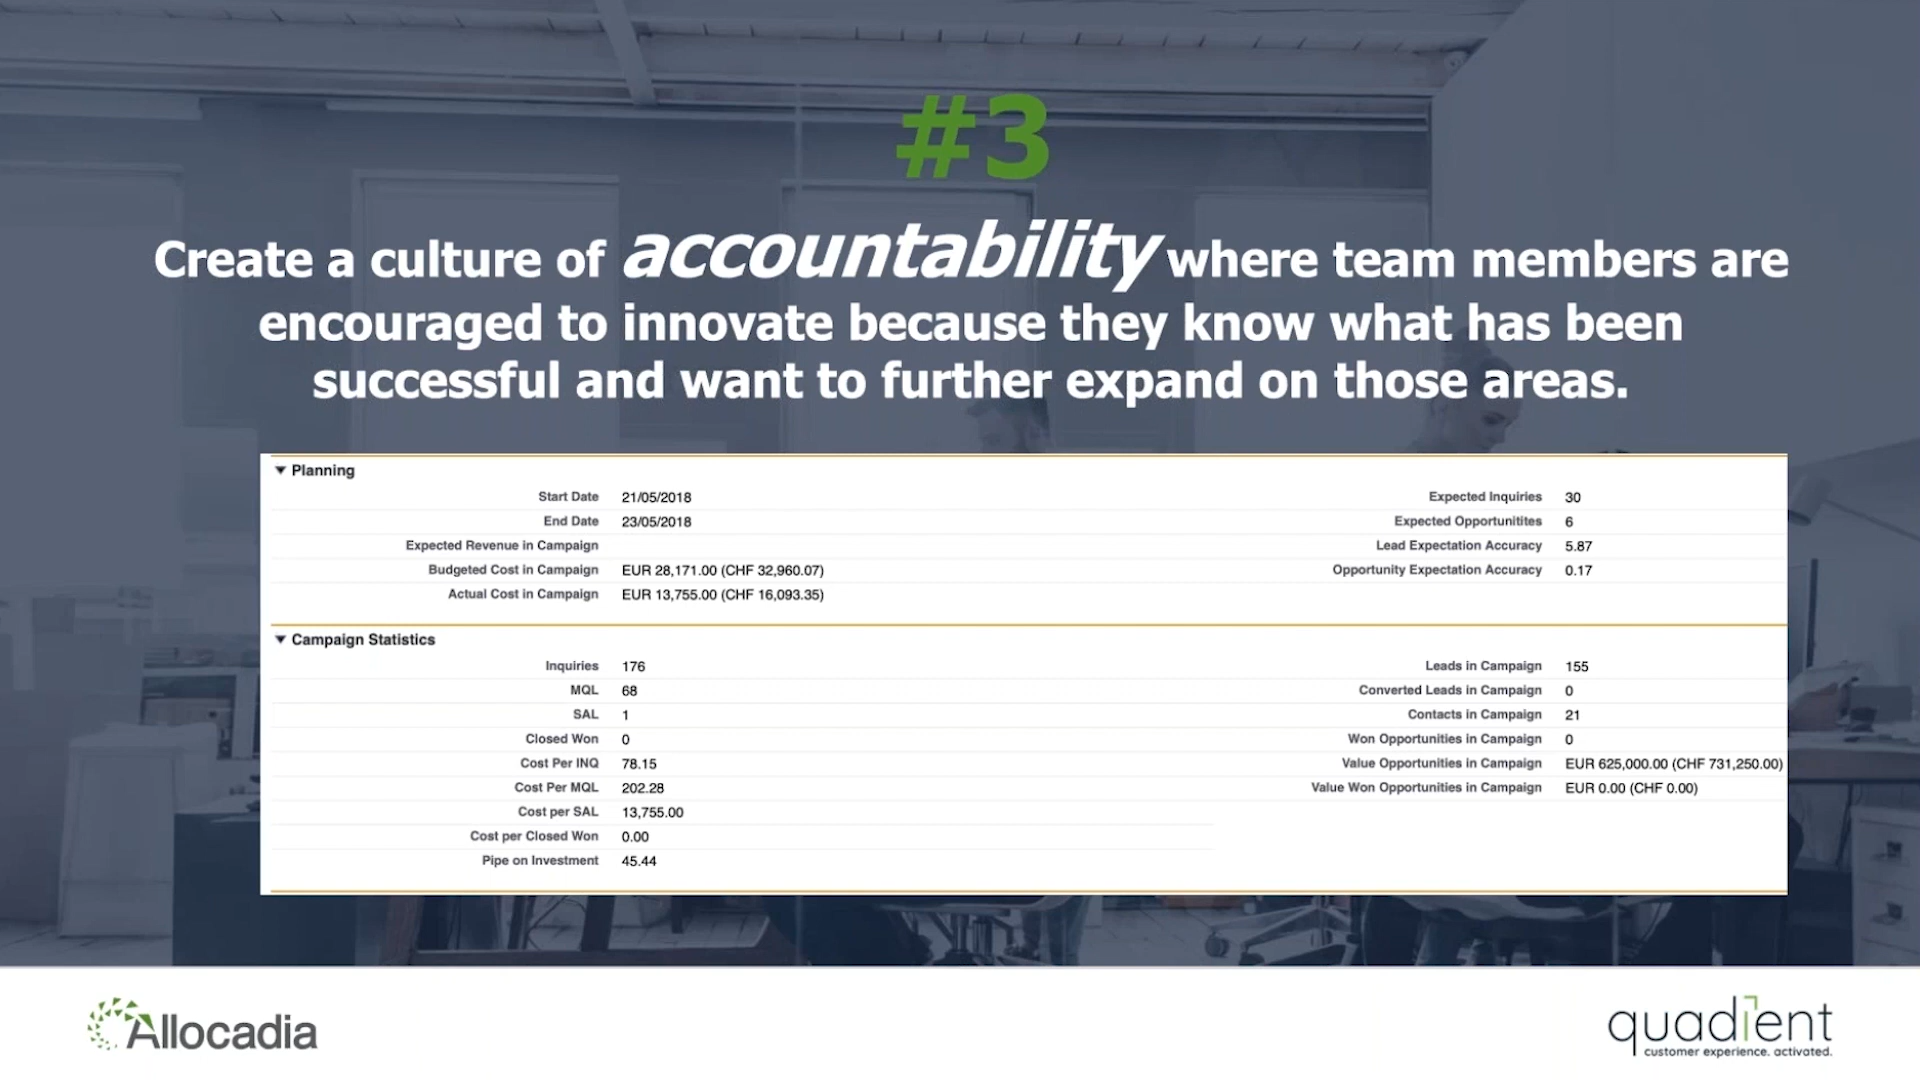 #3
Create a culture of accountability where team members are
encouraged to innovate because they know what has been
successful and want to further expand on those areas.
Planning
Start Date 21/05/2018 Expected Inquiries 30
End Date 23/05/2018 Expected Opportunitites 6
Expected Revenue in Campaign Lead Expectation Accuracy 5.87
Budgeted Cost in Campaign EUR 28,171.00 (CHF 32,960.07) Opportunity Expectation Accuracy 0.17
Actual Cost in Campaign EUR 13,755.00 (CHF 16,093.35)
Campaign Statistics
Inquiries 176 Leads in Campaign 155
MQL 68 Converted Leads in Campaign 0
SAL 1 Contacts in Campaign 21
Closed Won 0 Won Opportunities in Campaign 0
Cost Per INQ 78.15 Value Opportunities in Campaign EUR 625,000.00 (CHF 731,250.00)
Cost Per MQL 202.28 Value Won Opportunities in Campaign EUR 0.00 (CHF 0.00)
Cost per SAL 13,755.00
Cost per Closed Won 0.00
Pipe on Investment 45.44
Allocadia
quadient
customer experience. activated.